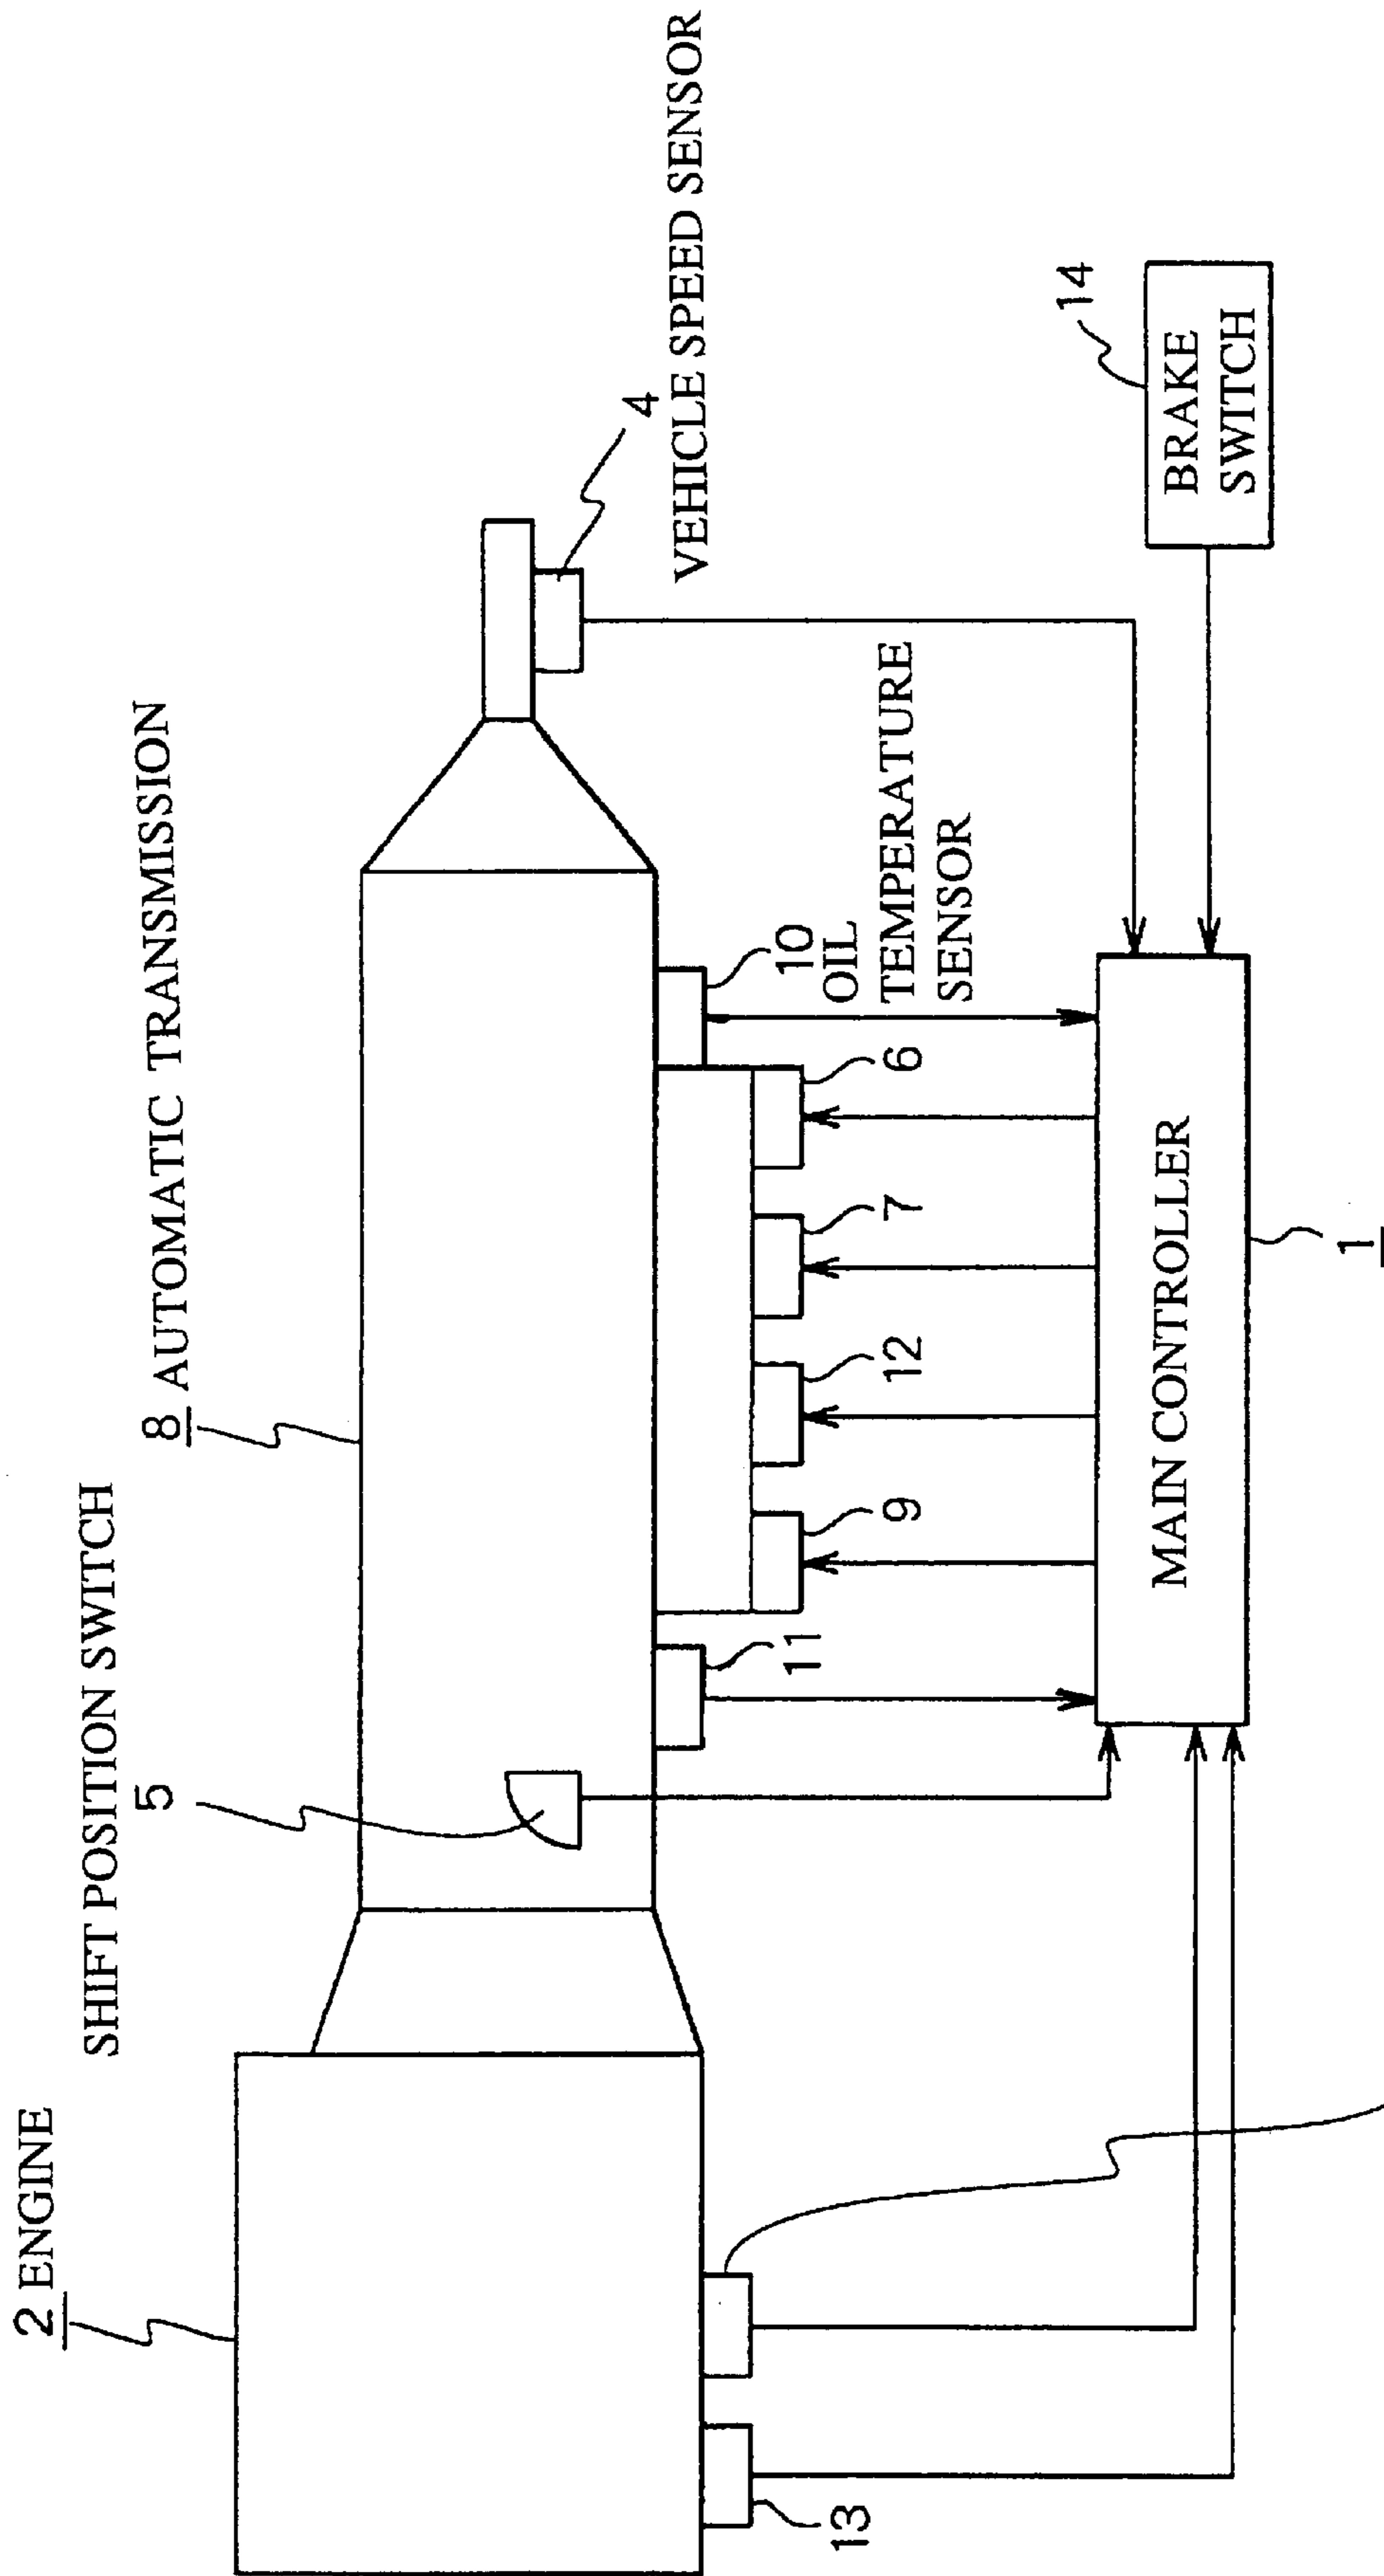 2 ENGINE
SHIFT POSITION SWITCH
5
8 AUTOMATIC TRANSMISSION
4
VEHICLE SPEED SENSOR
13
11
9
12
7
6
10
OIL
TEMPERATURE
SENSOR
MAIN CONTROLLER
1
14
BRAKE
SWITCH